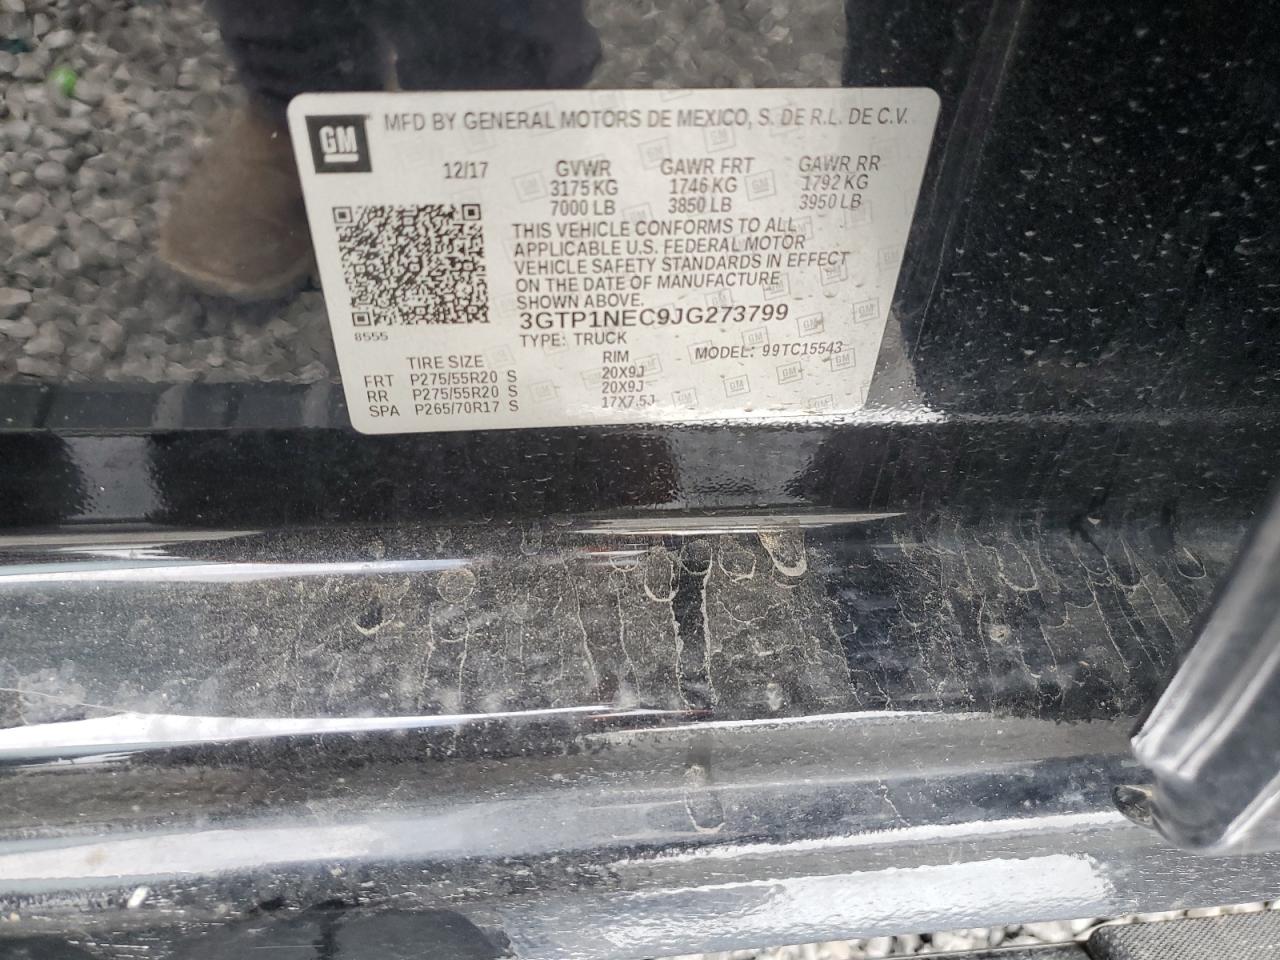 GM MFD BY GENERAL MOTORS DE MEXICO, S. DE R.L. DE C.V.
12/17 GVWR GAWR FRT GAWR RR
3175 KG 1746 KG 1792 KG
7000 LB 3850 LB 3950 LB
THIS VEHICLE CONFORMS TO ALL
APPLICABLE U.S. FEDERAL MOTOR
VEHICLE SAFETY STANDARDS IN EFFECT
ON THE DATE OF MANUFACTURE
SHOWN ABOVE.
3GTP1NEC9JG273799
8555
TYPE: TRUCK
MODEL: 99TC15543
TIRE SIZE RIM
FRT P275/55R20 S 20X9J
RR P275/55R20 S 20X9J
SPA P265/70R17 S 17X7.5J